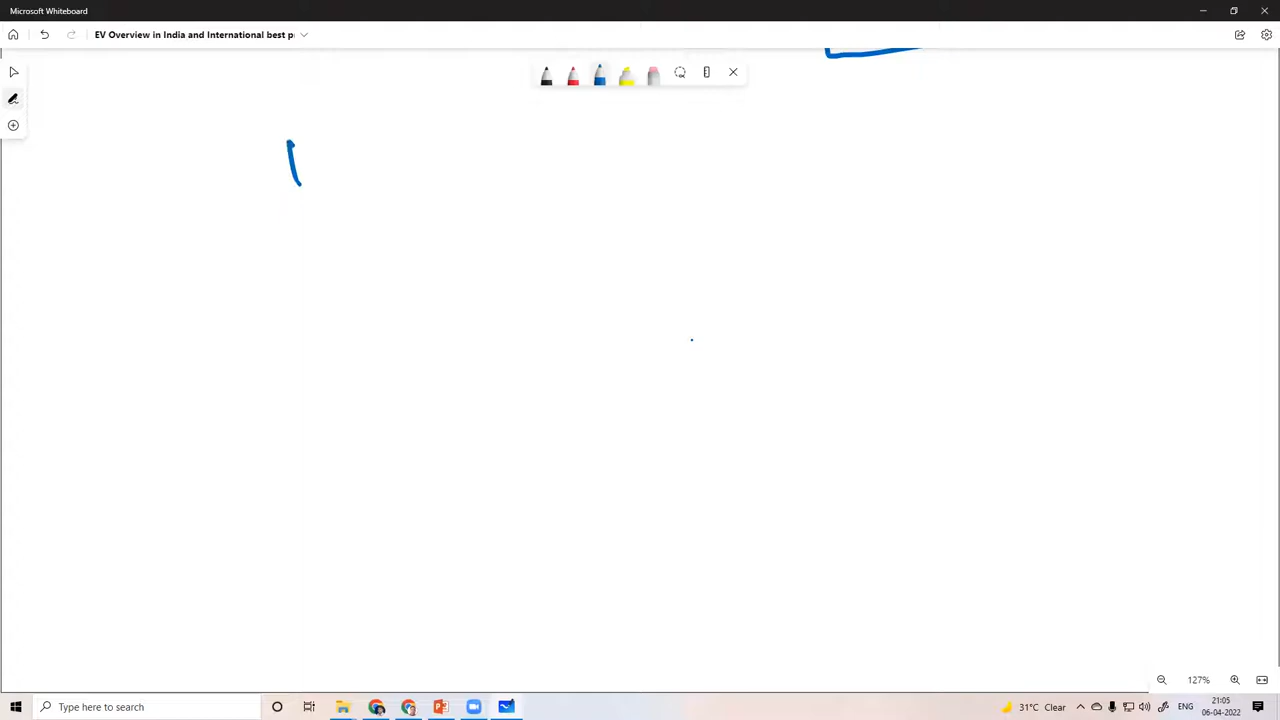 Microsoft Whiteboard
EV Overview in India and International best p
127%
Type here to search
31°C Clear
ENG
21:05
06-04-2022